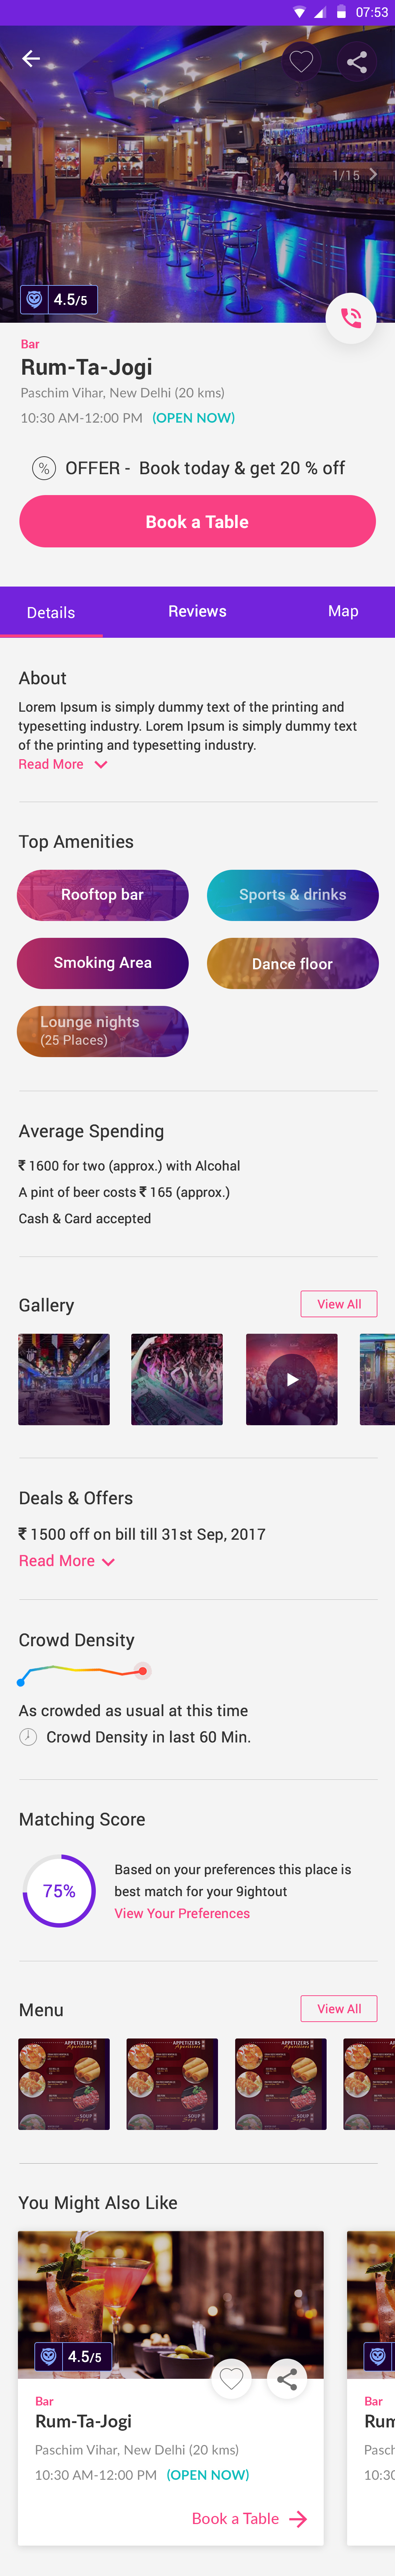 07:53
1/15
4.5/5
Bar
Rum-Ta-Jogi
Paschim Vihar, New Delhi (20 kms)
10:30 AM-12:00 PM (OPEN NOW)
% OFFER - Book today & get 20 % off
Book a Table
Details Reviews Map
About
Lorem Ipsum is simply dummy text of the printing and
typesetting industry. Lorem Ipsum is simply dummy text
of the printing and typesetting industry.
Read More
Top Amenities
Rooftop bar Sports & drinks
Smoking Area Dance floor
Lounge nights
(25 Places)
Average Spending
₹ 1600 for two (approx.) with Alcohal
A pint of beer costs ₹ 165 (approx.)
Cash & Card accepted
Gallery View All
Deals & Offers
₹ 1500 off on bill till 31st Sep, 2017
Read More
Crowd Density
As crowded as usual at this time
Crowd Density in last 60 Min.
Matching Score
75%
Based on your preferences this place is
best match for your 9ightout
View Your Preferences
Menu View All
APPETIZERS
Appetizers
SOUP
APPETIZERS
Appetizers
SOUP
APPETIZERS
Appetizers
SOUP
You Might Also Like
4.5/5
Bar
Rum-Ta-Jogi
Paschim Vihar, New Delhi (20 kms)
10:30 AM-12:00 PM (OPEN NOW)
Book a Table
Bar
Rum
Pasch
10:30